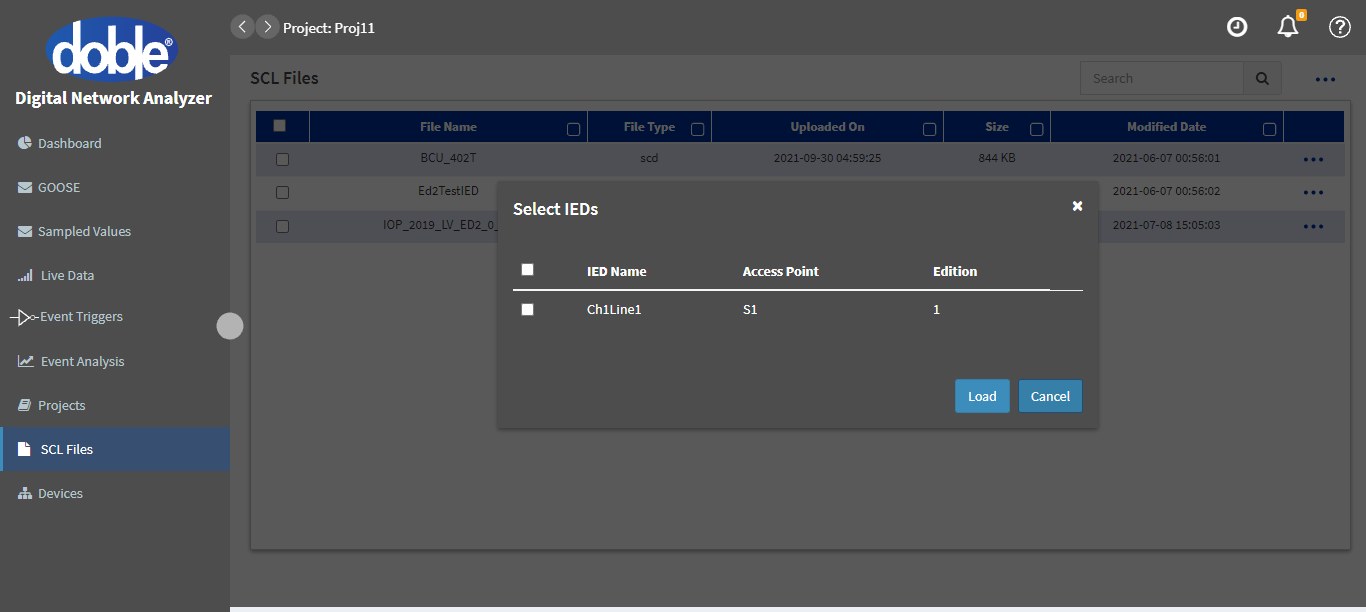 doble®
Digital Network Analyzer
Dashboard
GOOSE
Sampled Values
Live Data
Event Triggers
Event Analysis
Projects
SCL Files
Devices
Project: Proj11
0
SCL Files
Search
File Name File Type Uploaded On Size Modified Date
BCU_402T scd 2021-09-30 04:59:25 844 KB 2021-06-07 00:56:01
Ed2TestIED 2021-06-07 00:56:02
IOP_2019_LV_ED2_0_ 2021-07-08 15:05:03
Select IEDs
IED Name Access Point Edition
Ch1Line1 S1 1
Load Cancel